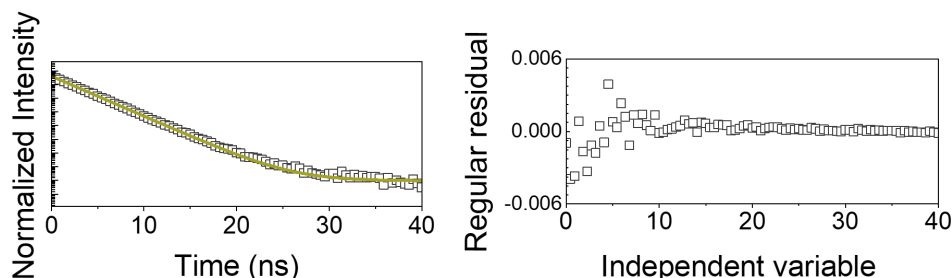 Normalized Intensity
0 10 20 30 40
Time (ns)
Regular residual
0.006
0.000
-0.006
0 10 20 30 40
Independent variable